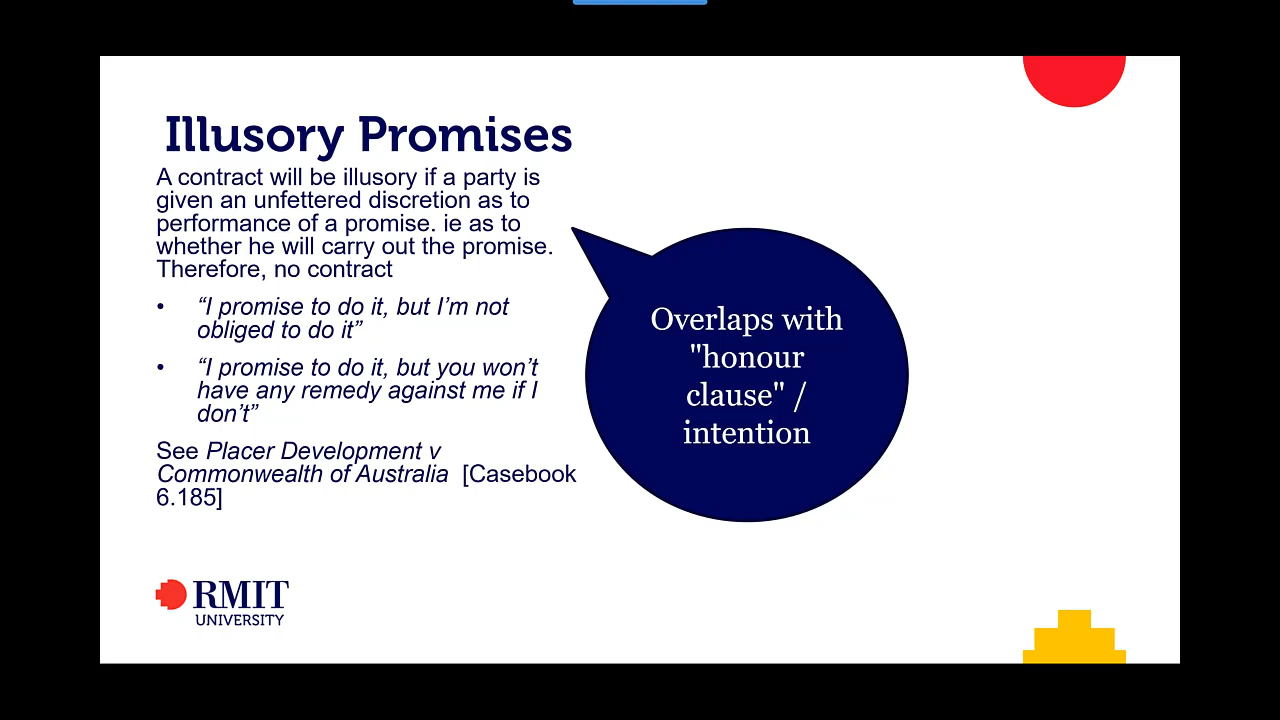 Illusory Promises
A contract will be illusory if a party is
given an unfettered discretion as to
performance of a promise. ie as to
whether he will carry out the promise.
Therefore, no contract
• “I promise to do it, but I’m not
obliged to do it”
• “I promise to do it, but you won’t
have any remedy against me if I
don’t”
See Placer Development v
Commonwealth of Australia [Casebook
6.185]
Overlaps with
"honour
clause" /
intention
RMIT
UNIVERSITY